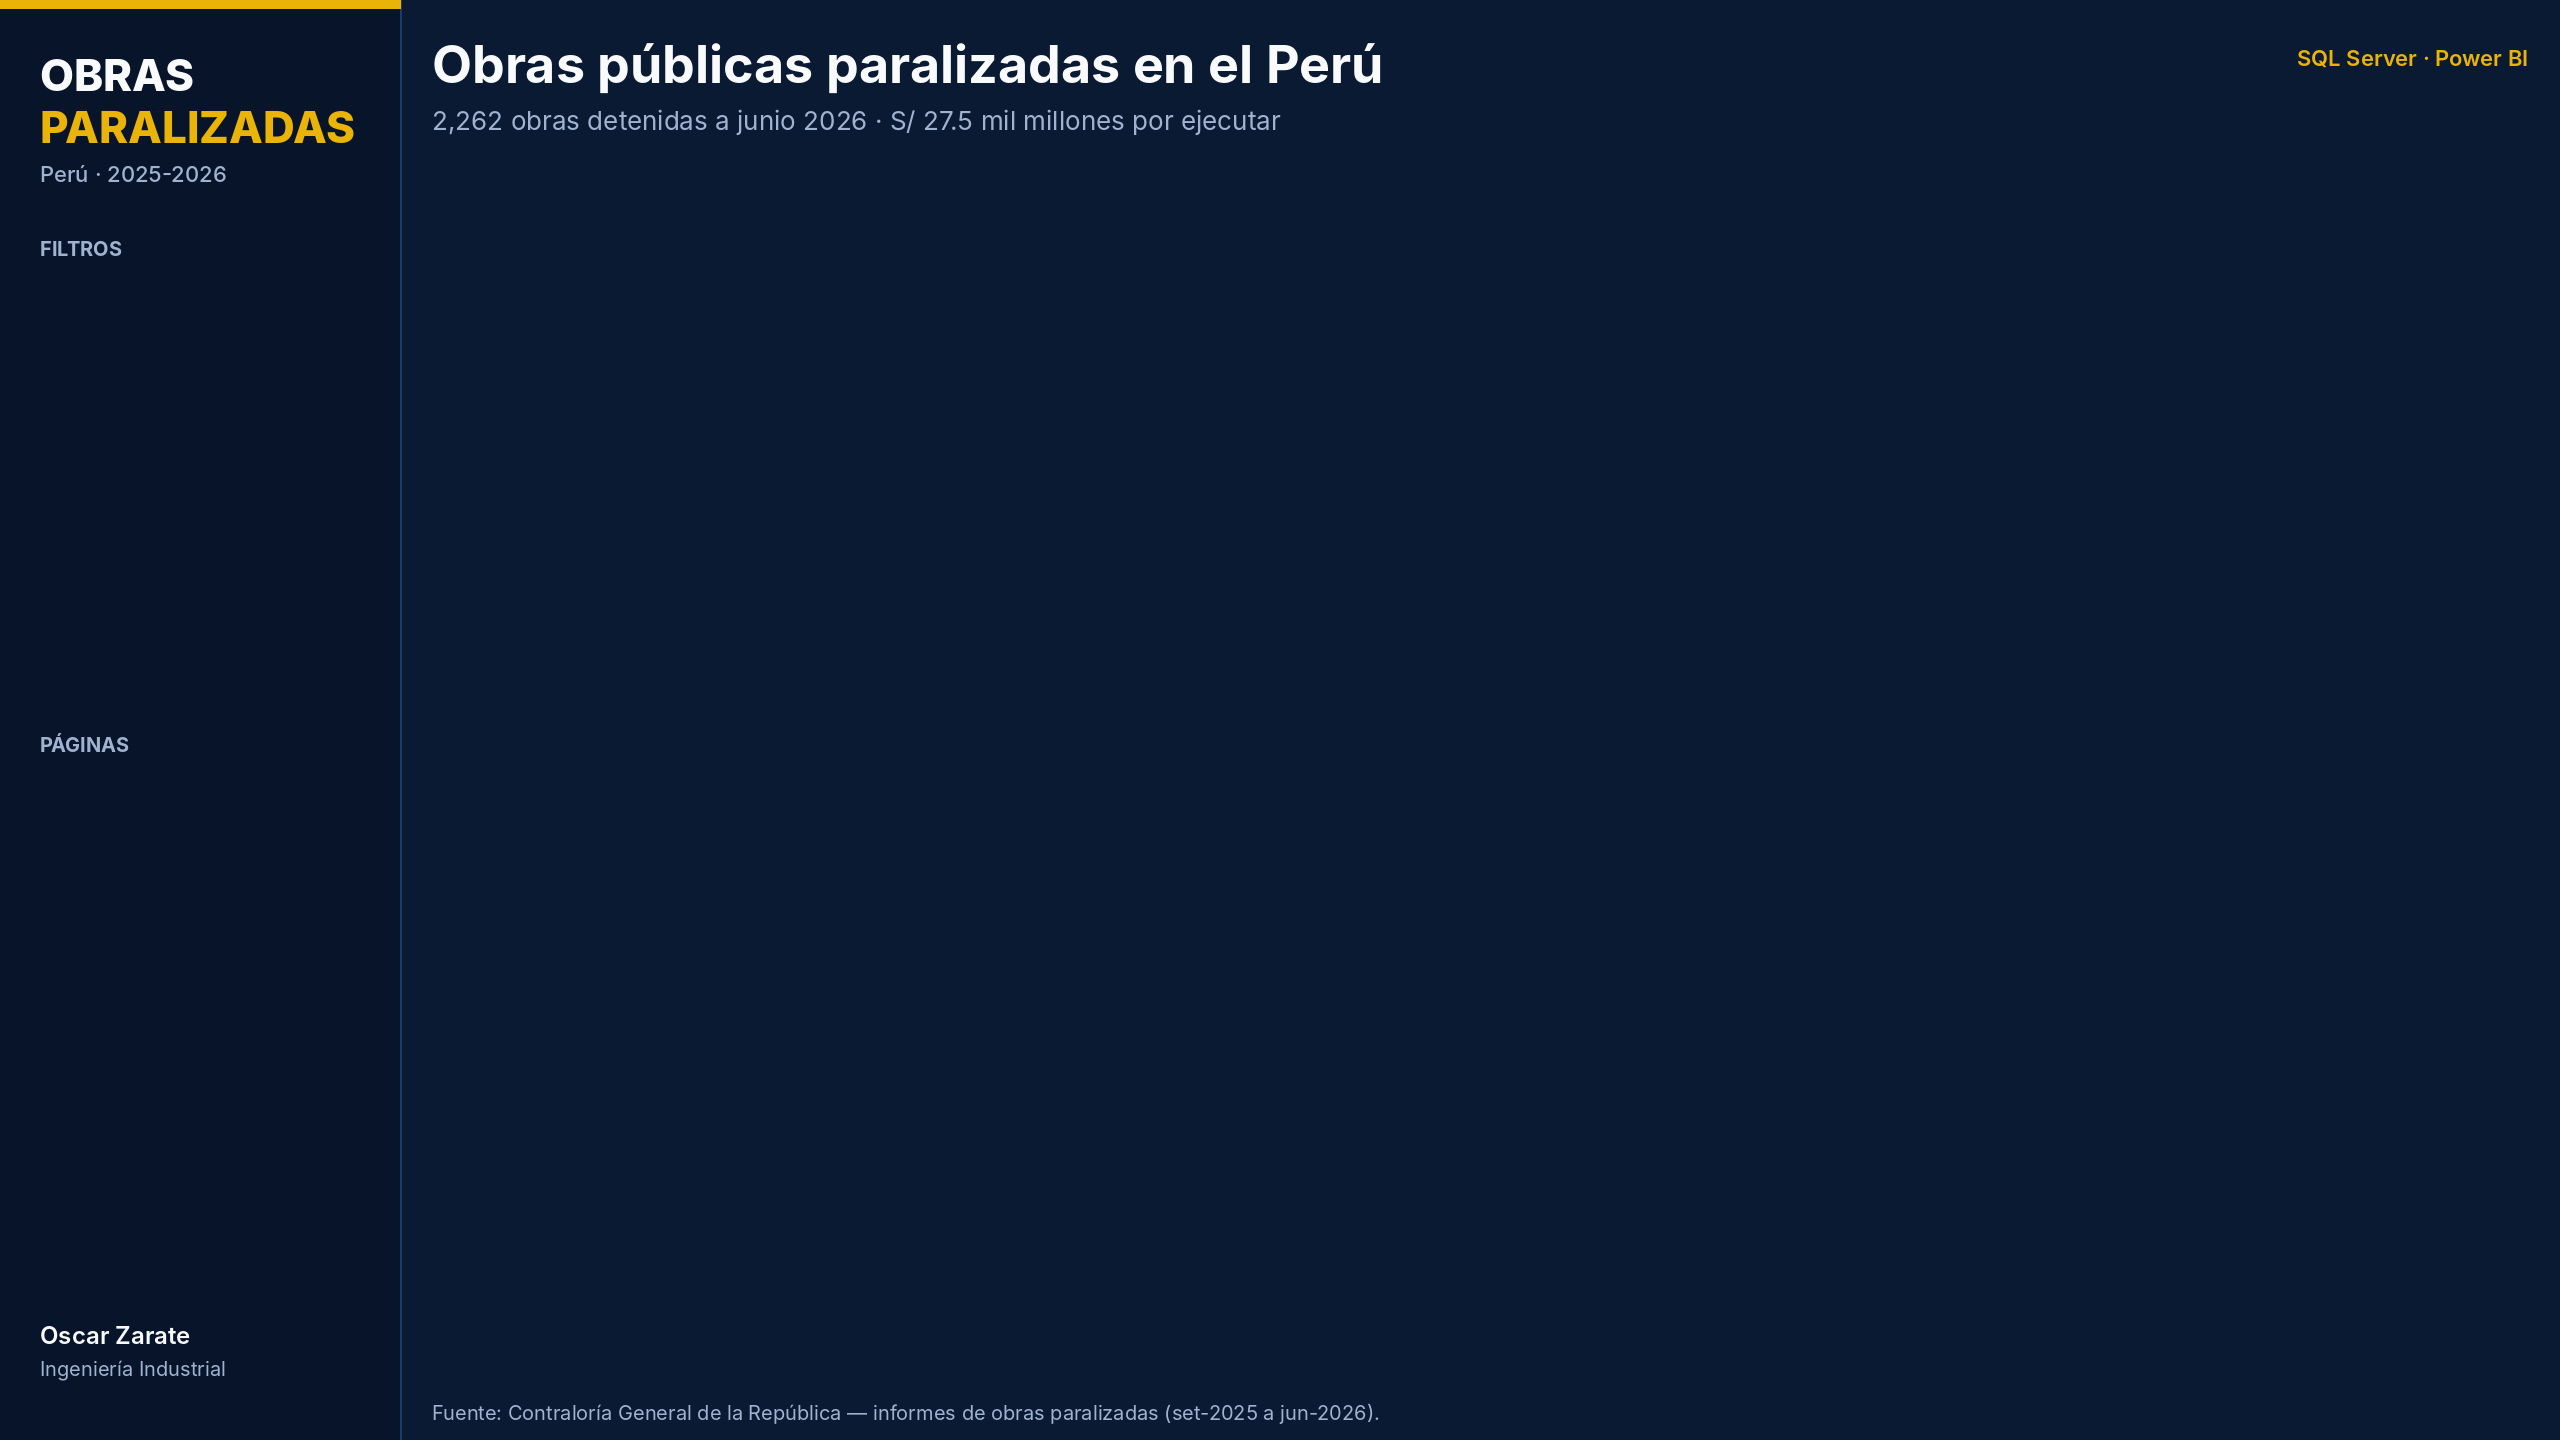 OBRAS
PARALIZADAS
Perú · 2025-2026
FILTROS
PÁGINAS
Oscar Zarate
Ingeniería Industrial
Obras públicas paralizadas en el Perú
2,262 obras detenidas a junio 2026 · S/ 27.5 mil millones por ejecutar
SQL Server · Power BI
Fuente: Contraloría General de la República — informes de obras paralizadas (set-2025 a jun-2026).